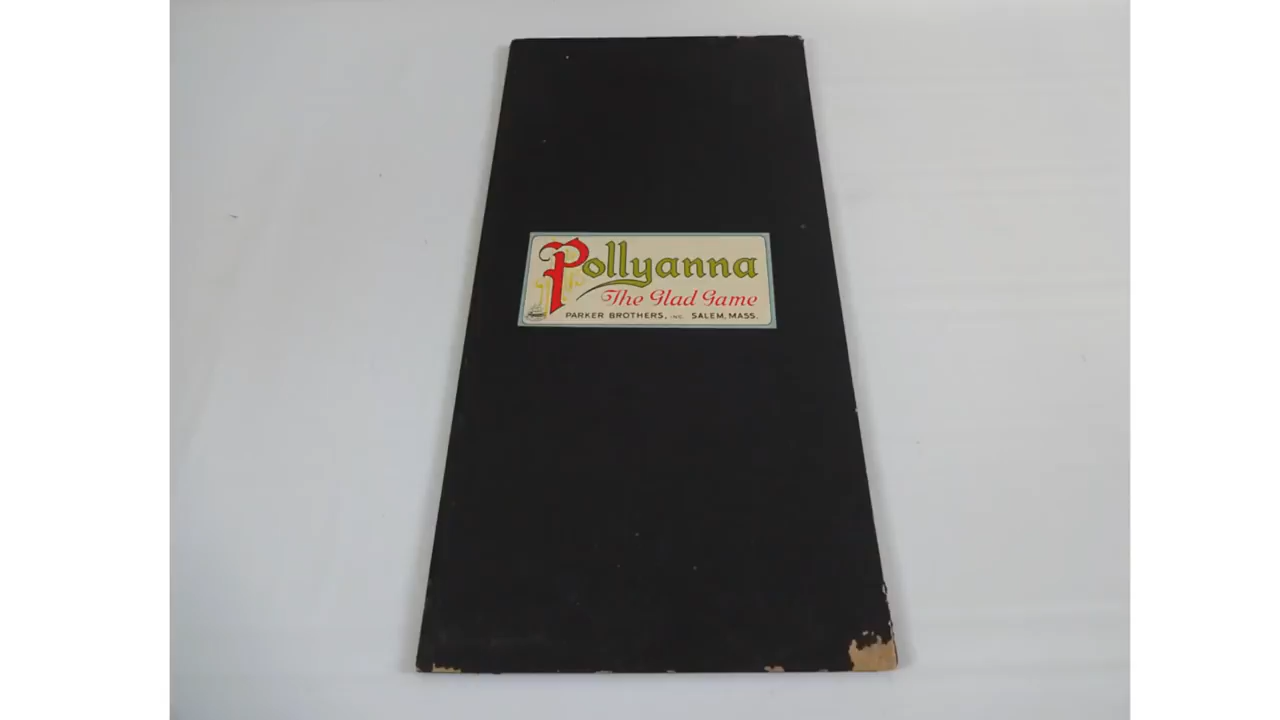 Pollyanna
The Glad Game
PARKER BROTHERS, INC. SALEM, MASS.